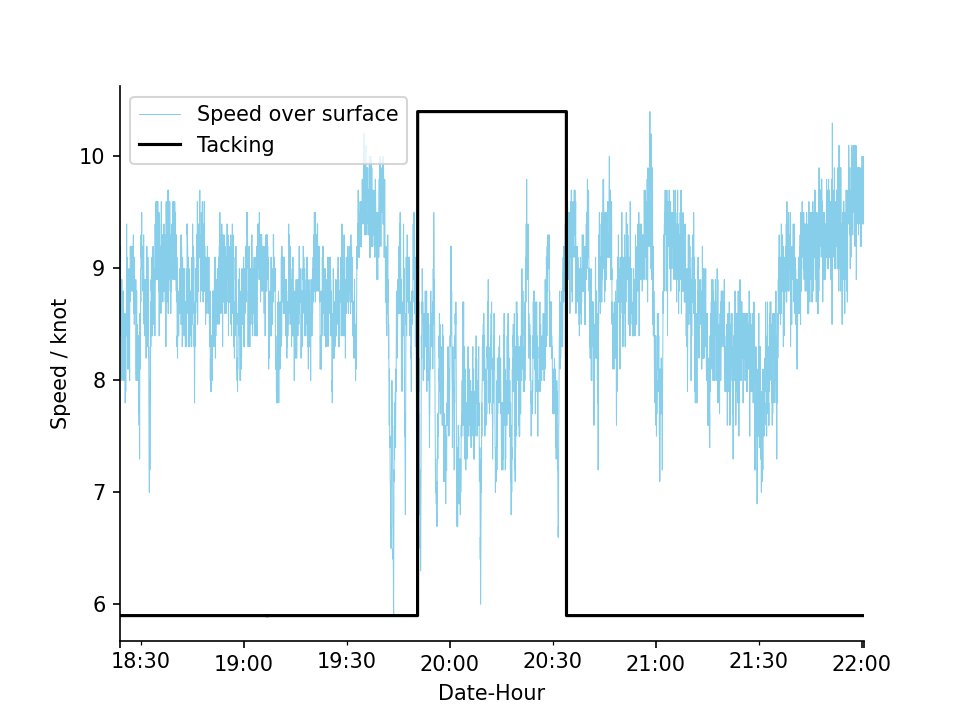 Speed over surface
Tacking
10
9
8
7
6
Speed / knot
18:30 19:00 19:30 20:00 20:30 21:00 21:30 22:00
Date-Hour